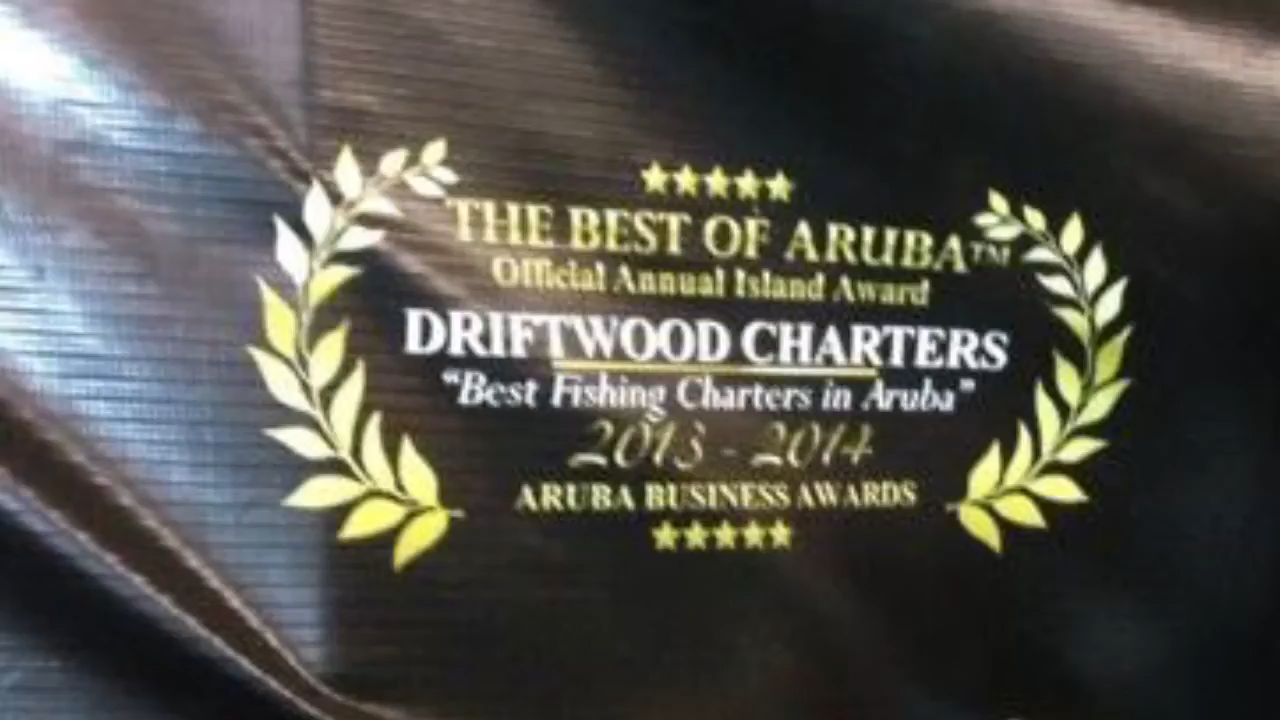 THE BEST OF ARUBA™
Official Annual Island Award
DRIFTWOOD CHARTERS
“Best Fishing Charters in Aruba”
2013 - 2014
ARUBA BUSINESS AWARDS